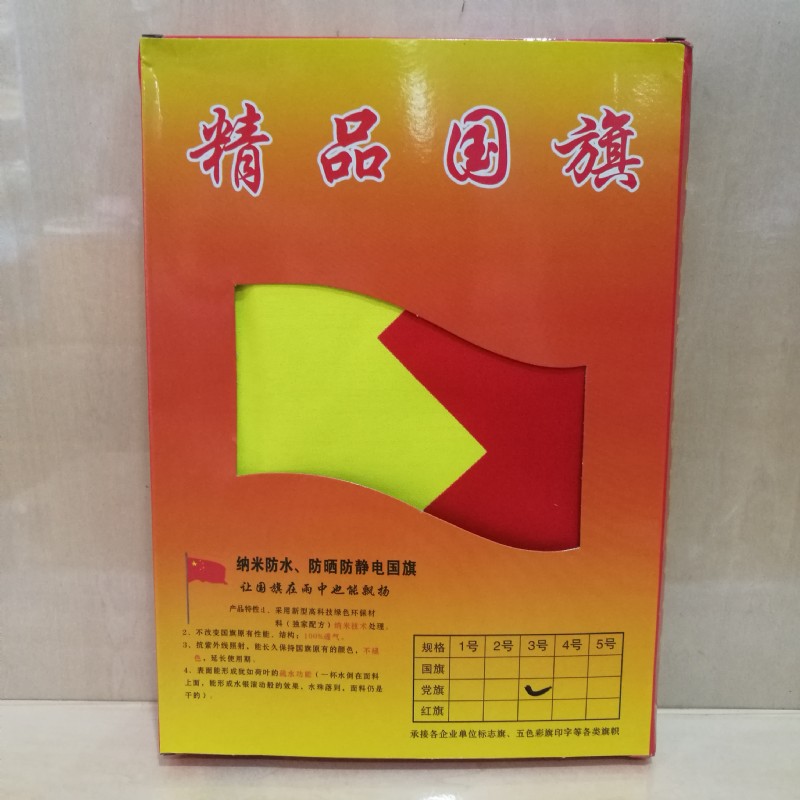 精品国旗
纳米防水、防晒防静电国旗
让国旗在雨中也能飘扬
产品特性:1、采用新型高科技绿色环保材
料（独家配方）纳米技术处理.
2、不改变国旗原有性能、结构：100%透气。
3、抗紫外线照射，能长久保持国旗原有的颜色，不褪
色，延长使用期.
4、表面能形成犹如荷叶的疏水功能（一杯水倒在面料
上面，能形成水银滚动般的效果，水珠落到，面料仍是
干的）.
规格 1号 2号 3号 4号 5号
国旗
党旗
红旗
承接各企业单位标志旗、五色彩旗印字等各类旗帜